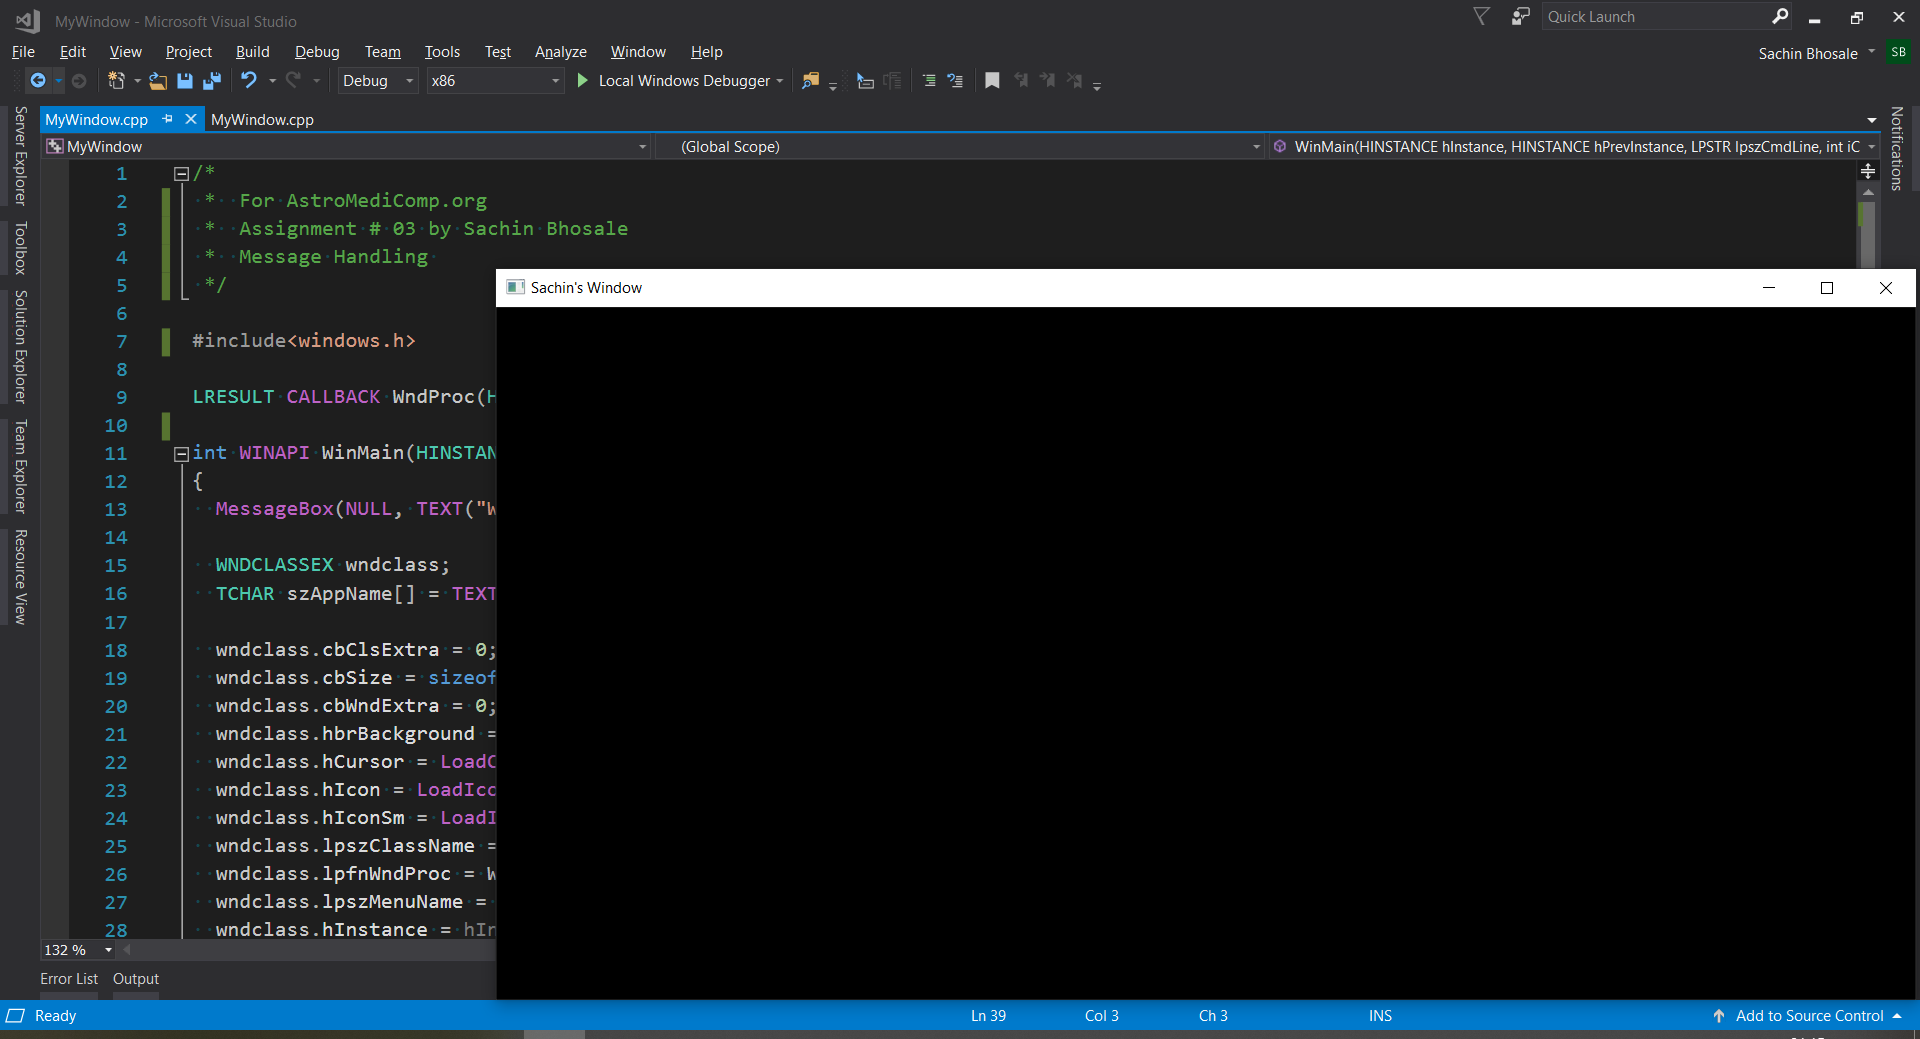 MyWindow - Microsoft Visual Studio
Quick Launch
File Edit View Project Build Debug Team Tools Test Analyze Window Help
Sachin Bhosale SB
Debug x86 Local Windows Debugger
MyWindow.cpp MyWindow.cpp
MyWindow (Global Scope) WinMain(HINSTANCE hInstance, HINSTANCE hPrevInstance, LPSTR lpszCmdLine, int iC
Server Explorer
Toolbox
Solution Explorer
Team Explorer
Resource View
Notifications
1 /*
2 * For AstroMediComp.org
3 * Assignment # 03 by Sachin Bhosale
4 * Message Handling
5 */
6
7 #include<windows.h>
8
9 LRESULT CALLBACK WndProc(H
10
11 int WINAPI WinMain(HINSTAN
12 {
13 MessageBox(NULL, TEXT("W
14
15 WNDCLASSEX wndclass;
16 TCHAR szAppName[] = TEXT
17
18 wndclass.cbClsExtra = 0;
19 wndclass.cbSize = sizeof
20 wndclass.cbWndExtra = 0;
21 wndclass.hbrBackground =
22 wndclass.hCursor = LoadC
23 wndclass.hIcon = LoadIco
24 wndclass.hIconSm = LoadI
25 wndclass.lpszClassName =
26 wndclass.lpfnWndProc = W
27 wndclass.lpszMenuName =
28 wndclass.hInstance = hIn
Sachin's Window
132 %
Error List Output
Ready Ln 39 Col 3 Ch 3 INS Add to Source Control